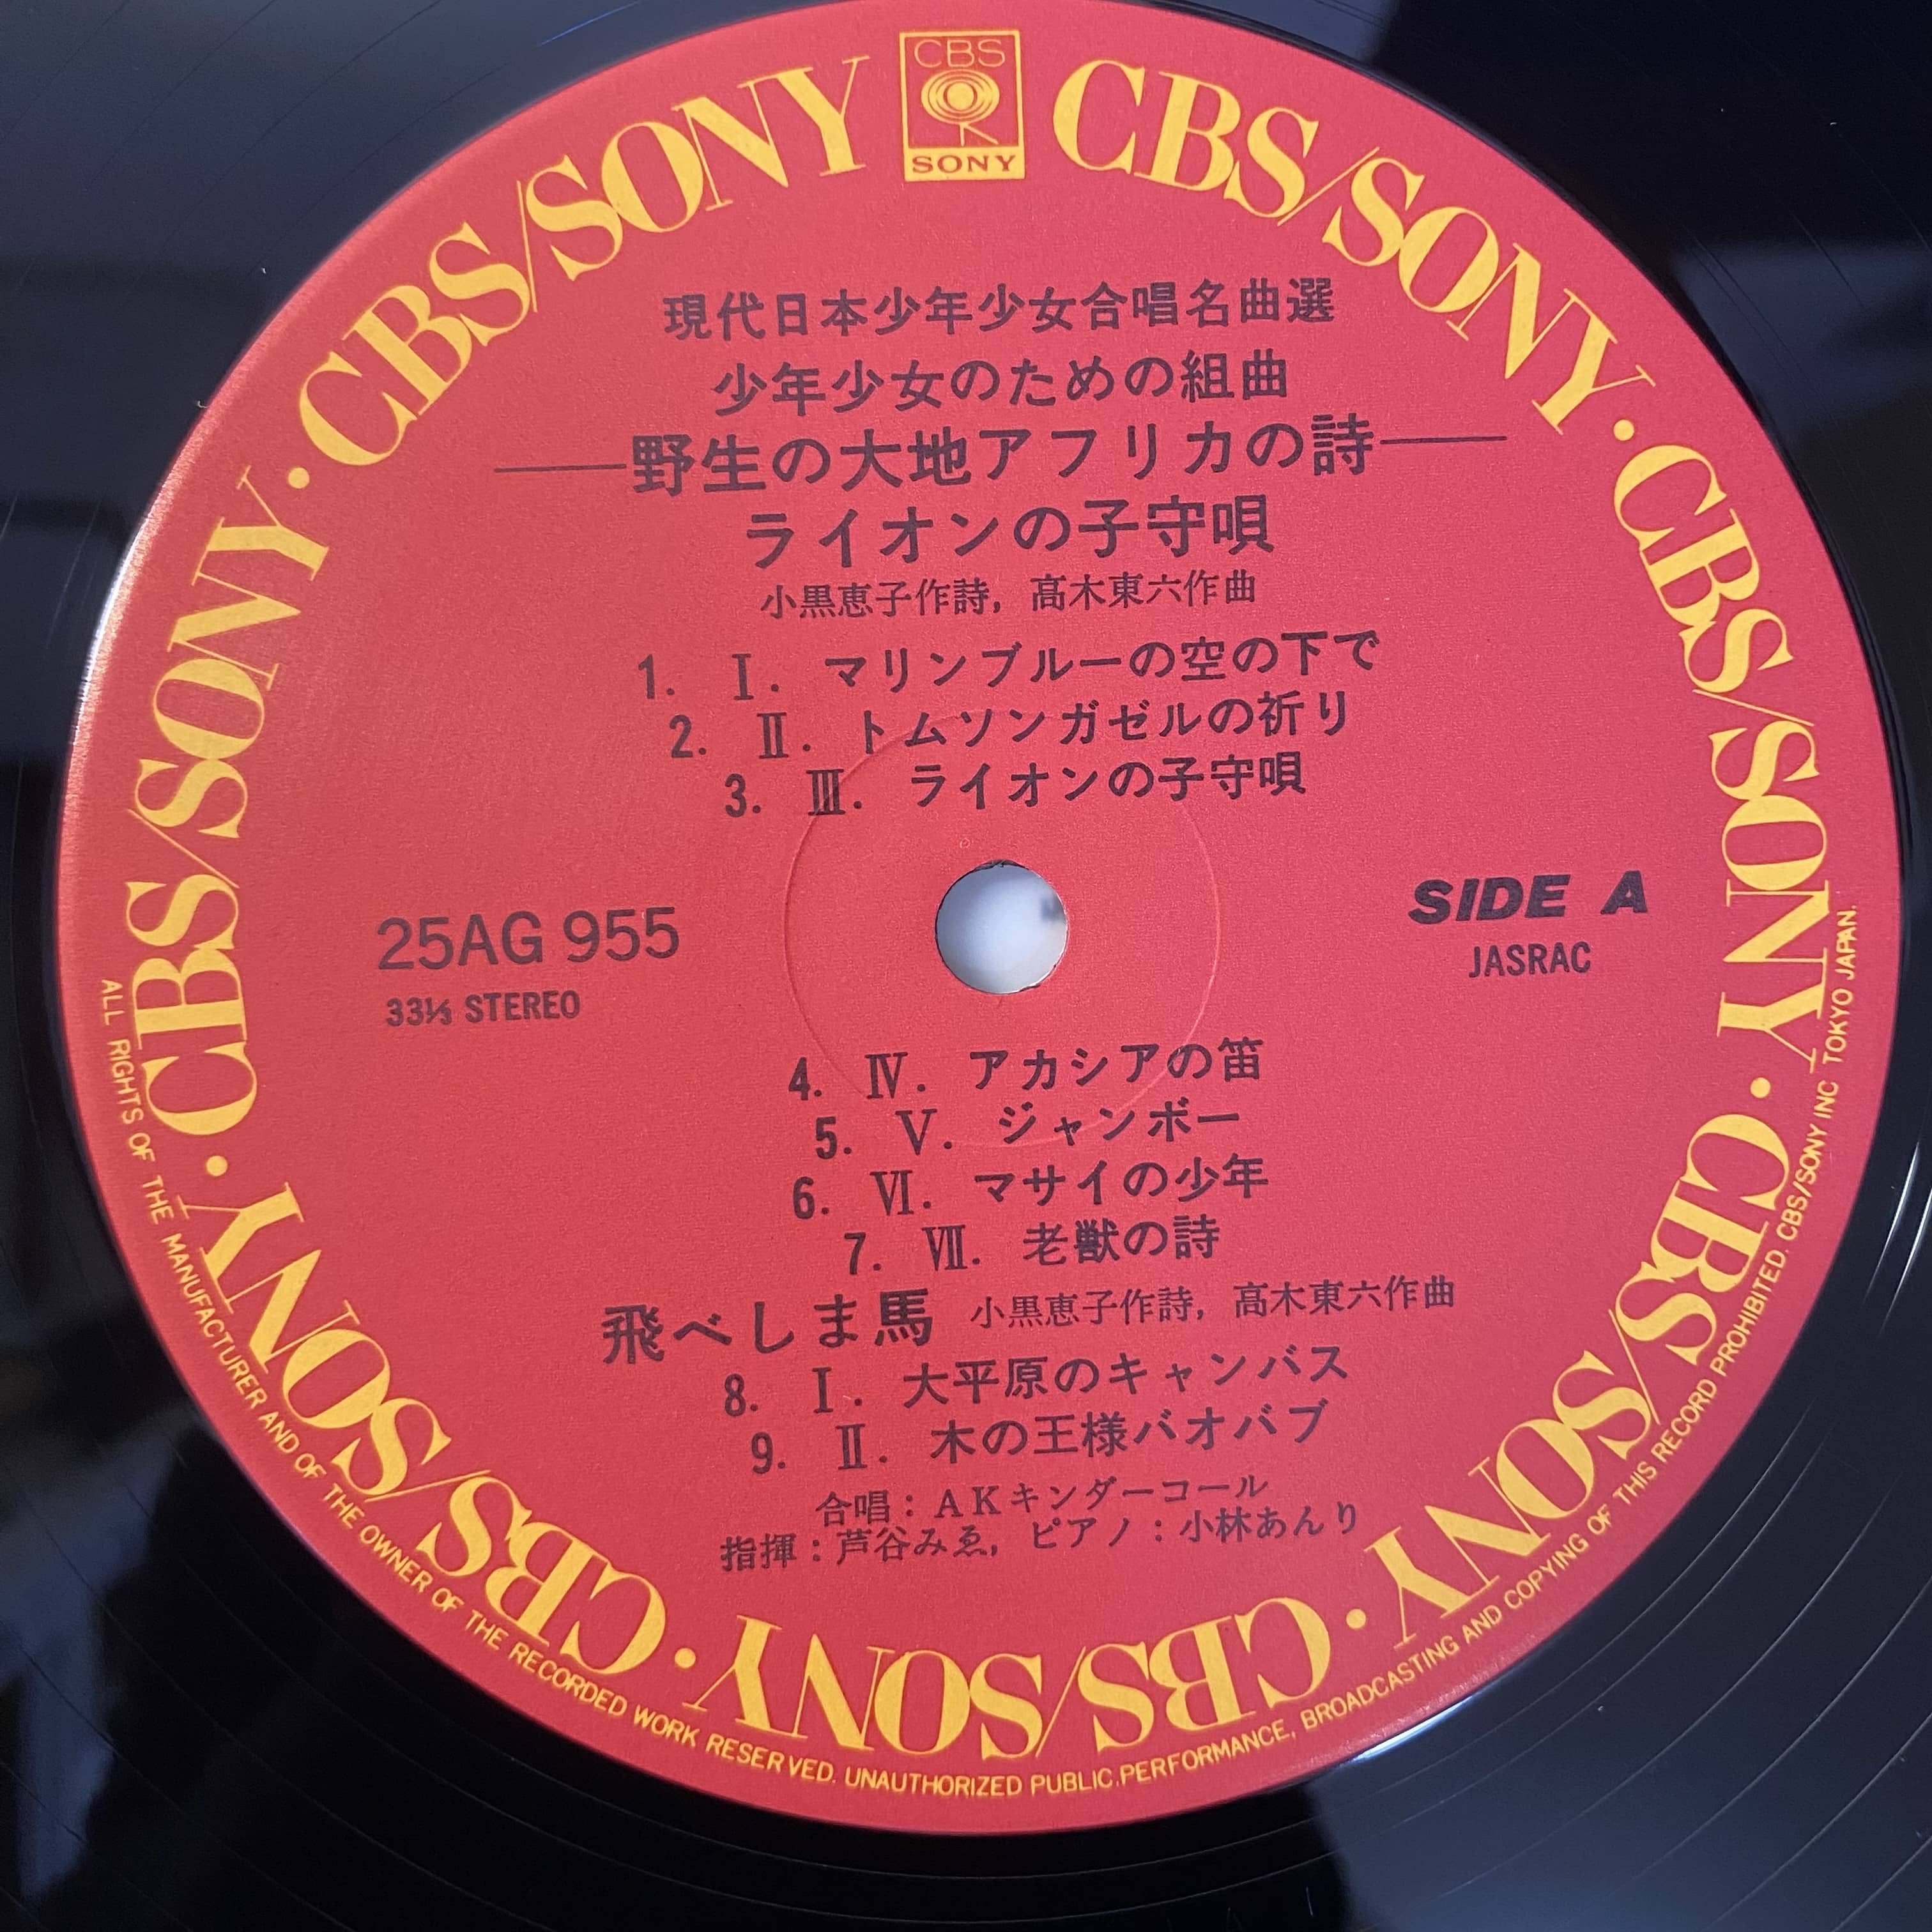 CBS
SONY
CBS/SONY · CBS/SONY · CBS/SONY · CBS/SONY · CBS/SONY · CBS/SONY · CBS/SONY · CBS/SONY
現代日本少年少女合唱名曲選
少年少女のための組曲
——野生の大地アフリカの詩——
ライオンの子守唄
小黒恵子作詩, 高木東六作曲
1. Ⅰ. マリンブルーの空の下で
2. Ⅱ. トムソンガゼルの祈り
3. Ⅲ. ライオンの子守唄
25AG 955
33⅓ STEREO
SIDE A
JASRAC
4. Ⅳ. アカシアの笛
5. Ⅴ. ジャンボー
6. Ⅵ. マサイの少年
7. Ⅶ. 老獣の詩
飛べしま馬 小黒恵子作詩, 高木東六作曲
8. Ⅰ. 大平原のキャンバス
9. Ⅱ. 木の王様バオバブ
合唱：AKキンダーコール
指揮：芦谷みゑ, ピアノ：小林あんり
ALL RIGHTS OF THE MANUFACTURER AND OF THE OWNER OF THE RECORDED WORK RESERVED. UNAUTHORIZED PUBLIC.PERFORMANCE, BROADCASTING AND COPYING OF THIS RECORD PROHIBITED. CBS/SONY INC TOKYO JAPAN.